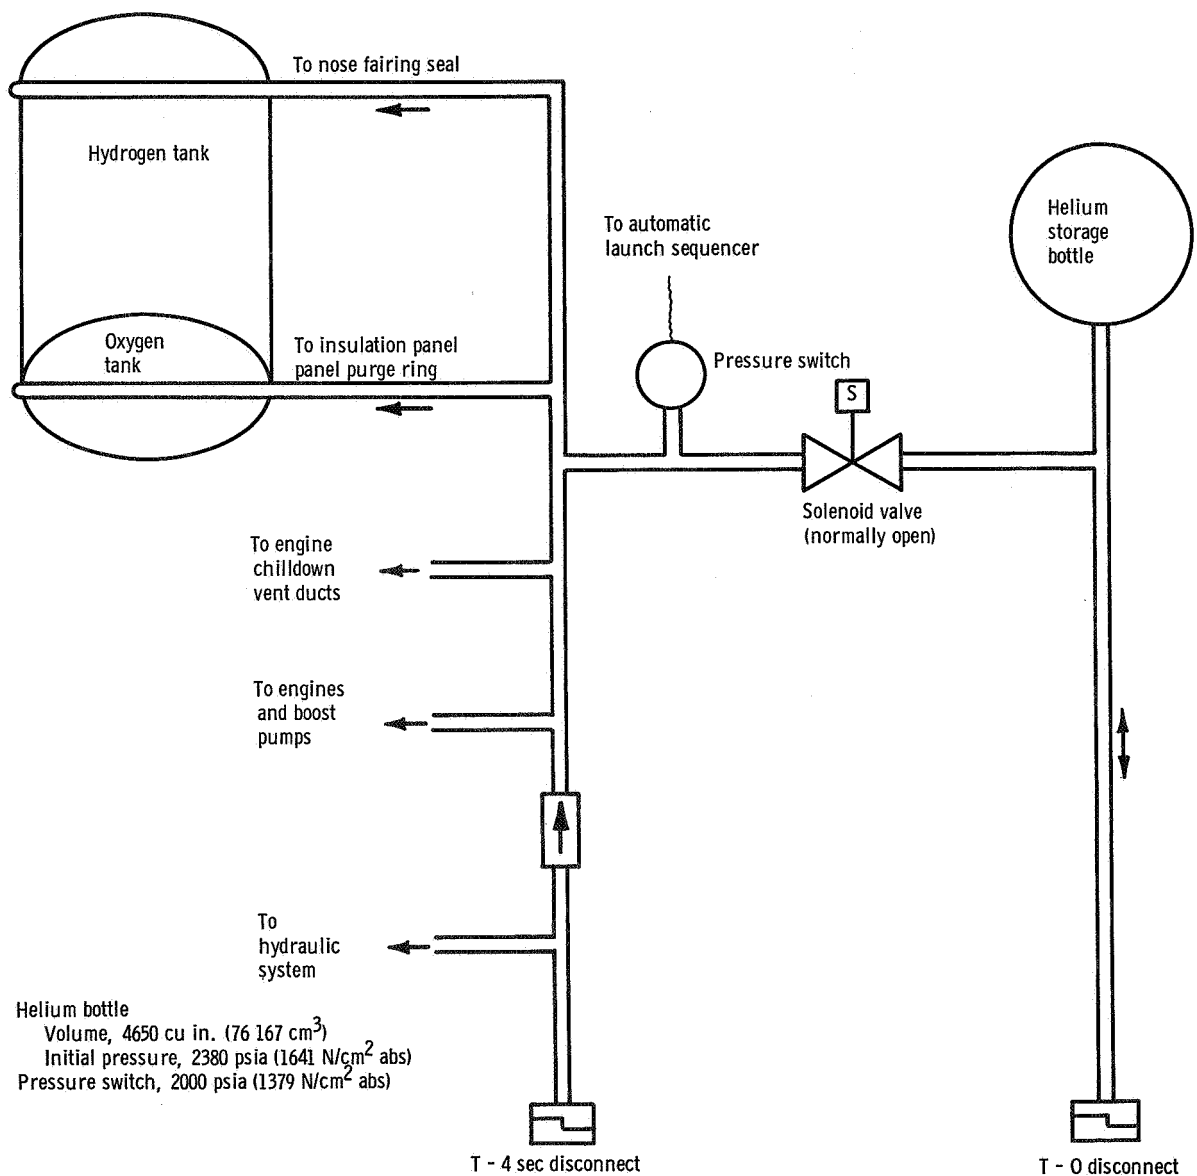 To nose fairing seal
Hydrogen tank
To automatic
launch sequencer
Helium
storage
bottle
Oxygen
tank
To insulation panel
panel purge ring
Pressure switch
S
Solenoid valve
(normally open)
To engine
chilldown
vent ducts
To engines
and boost
pumps
To
hydraulic
system
Helium bottle
Volume, 4650 cu in. (76 167 cm³)
Initial pressure, 2380 psia (1641 N/cm² abs)
Pressure switch, 2000 psia (1379 N/cm² abs)
T - 4 sec disconnect
T - 0 disconnect